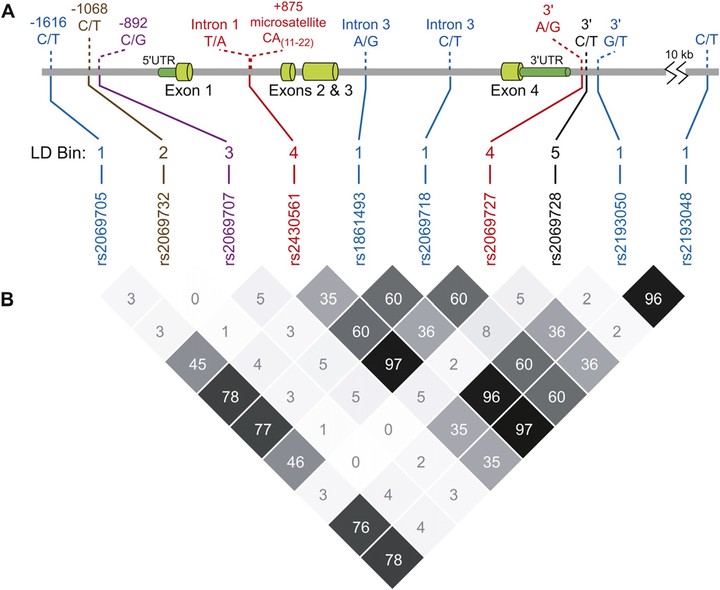 A
-1616 C/T
-1068 C/T
-892 C/G
Intron 1 T/A
+875 microsatellite CA(11-22)
Intron 3 A/G
Intron 3 C/T
3' A/G
3' C/T
3' G/T
10 kb
C/T
5'UTR
3'UTR
Exon 1
Exons 2 & 3
Exon 4
LD Bin: 1 2 3 4 1 1 4 5 1 1
rs2069705
rs2069732
rs2069707
rs2430561
rs1861493
rs2069718
rs2069727
rs2069728
rs2193050
rs2193048
B
3 0 5 35 60 60 5 2 96
3 1 3 60 36 8 36 2
45 4 5 97 2 60 36
78 3 5 5 96 60
77 1 0 35 97
46 0 2 35
3 4 3
76 4
78